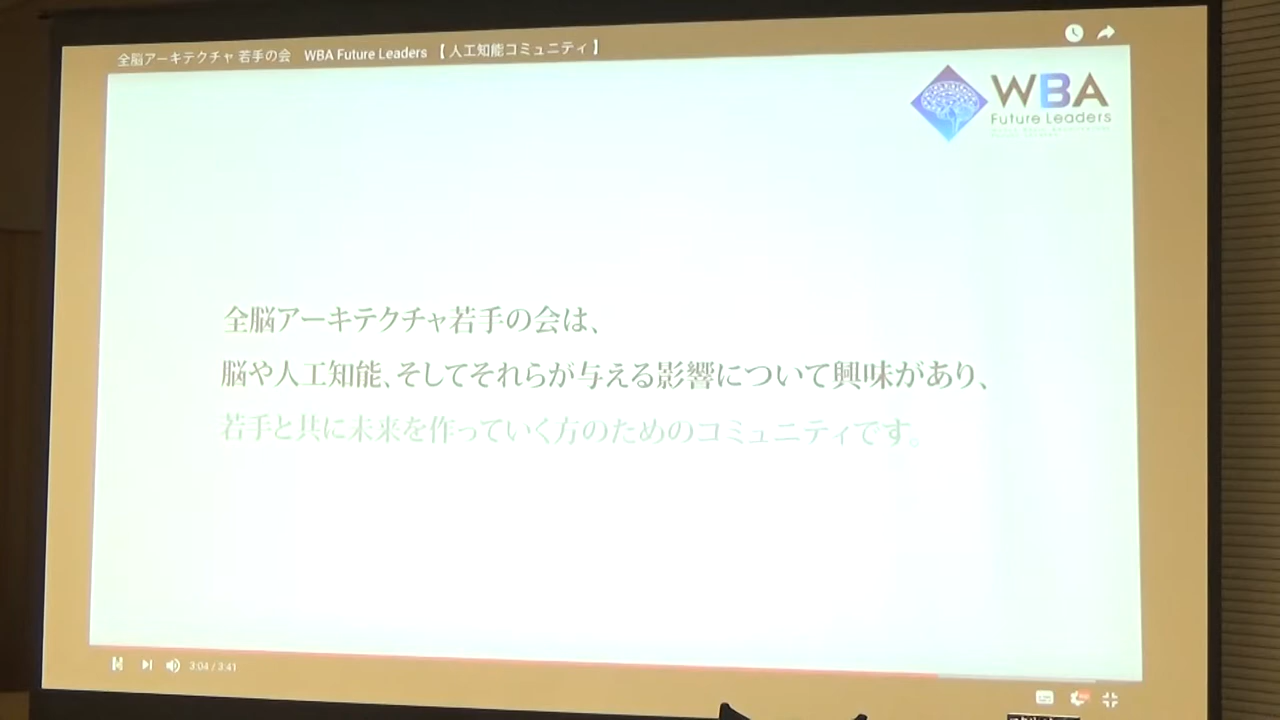 全脳アーキテクチャ 若手の会　WBA Future Leaders 【 人工知能コミュニティ 】
WBA
Future Leaders
全脳アーキテクチャ若手の会は、
脳や人工知能、そしてそれらが与える影響について興味があり、
若手と共に未来を作っていく方のためのコミュニティです。
3:04 / 3:41